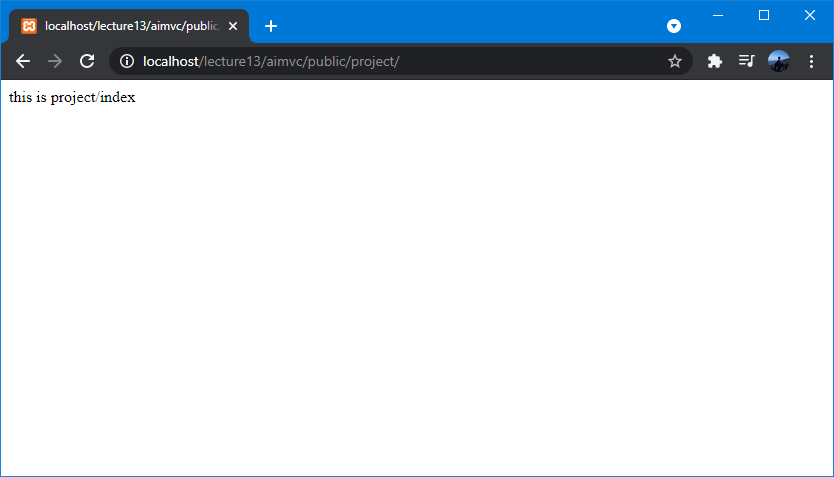 localhost/lecture13/aimvc/public
localhost/lecture13/aimvc/public/project/
this is project/index